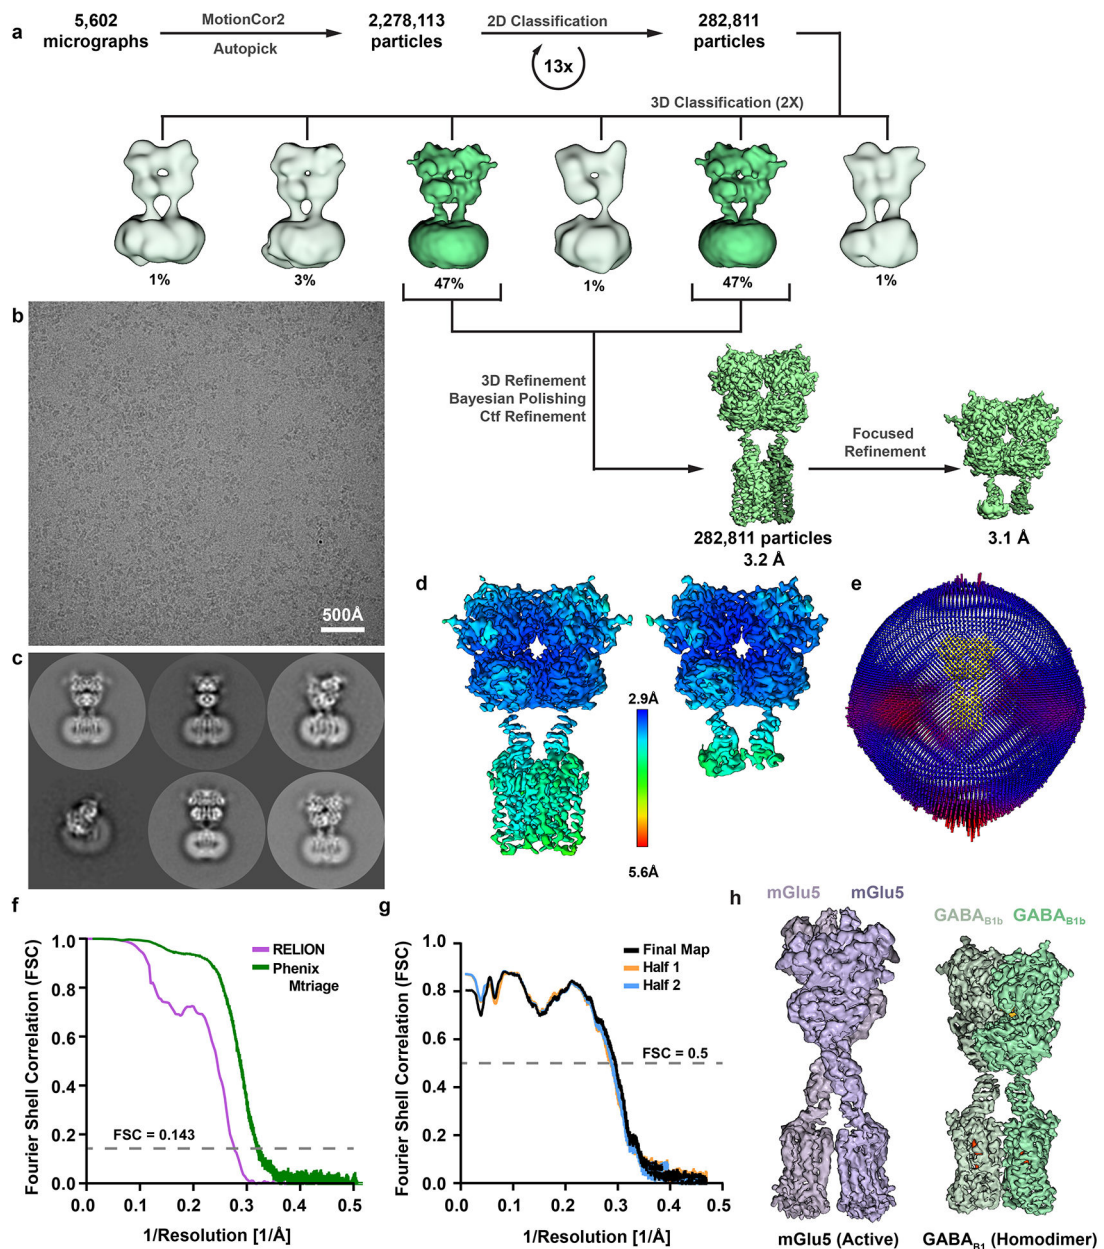 a
5,602
micrographs
MotionCor2
Autopick
2,278,113
particles
2D Classification
13x
282,811
particles
3D Classification (2X)
1%
3%
47%
1%
47%
1%
3D Refinement
Bayesian Polishing
Ctf Refinement
282,811 particles
3.2 Å
Focused
Refinement
3.1 Å
b
500Å
c
d
2.9Å
5.6Å
e
f
Fourier Shell Correlation (FSC)
1.0
0.8
0.6
0.4
0.2
0.0
RELION
Phenix
Mtriage
FSC = 0.143
0.0 0.1 0.2 0.3 0.4 0.5
1/Resolution [1/Å]
g
Fourier Shell Correlation (FSC)
1.0
0.8
0.6
0.4
0.2
0.0
Final Map
Half 1
Half 2
FSC = 0.5
0.0 0.1 0.2 0.3 0.4 0.5
1/Resolution [1/Å]
h
mGlu5 mGlu5
GABAB1b GABAB1b
mGlu5 (Active)
GABAB1 (Homodimer)